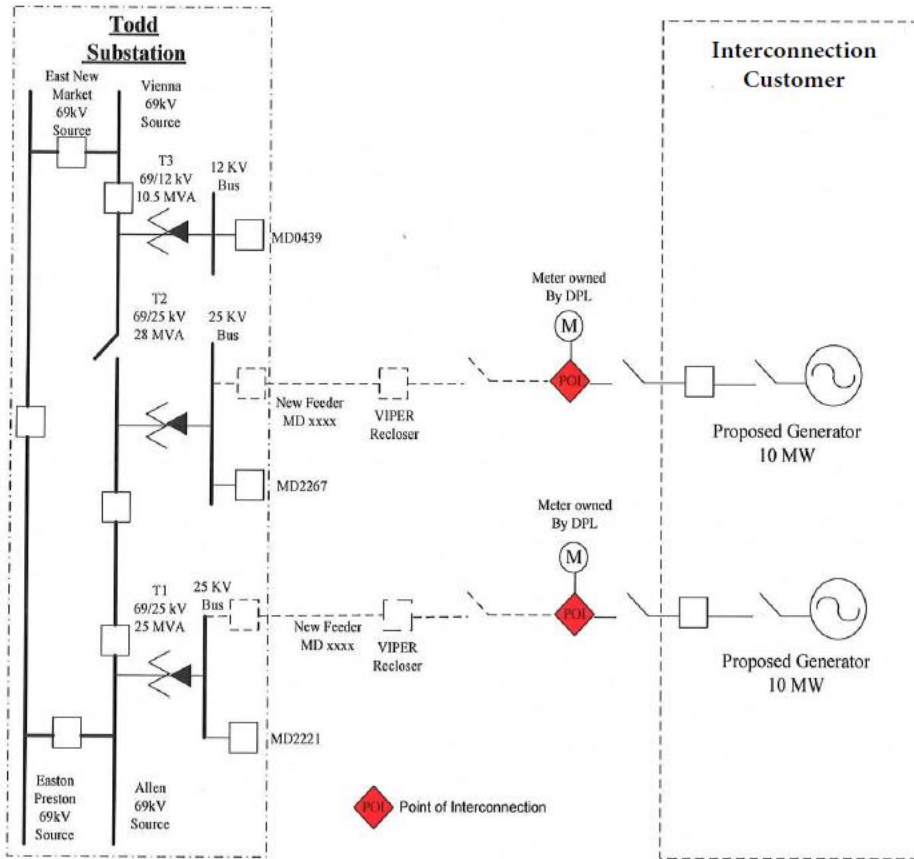 Todd
Substation
East New
Market
69kV
Source
Vienna
69kV
Source
T3
69/12 kV
10.5 MVA
12 KV
Bus
MD0439
T2
69/25 kV
28 MVA
25 KV
Bus
New Feeder
MD xxxx
VIPER
Recloser
MD2267
Meter owned
By DPL
M
POI
Interconnection
Customer
Proposed Generator
10 MW
T1
69/25 kV
25 MVA
25 KV
Bus
New Feeder
MD xxxx
VIPER
Recloser
MD2221
Meter owned
By DPL
M
POI
Proposed Generator
10 MW
Easton
Preston
69kV
Source
Allen
69kV
Source
POI Point of Interconnection